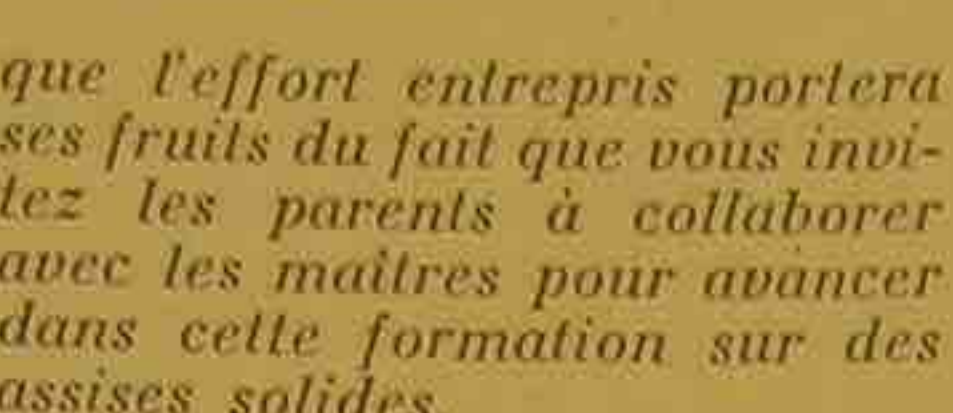 que l'effort entrepris portera
ses fruits du fait que vous invi-
tez les parents à collaborer
avec les maîtres pour avancer
dans cette formation sur des
assises solides